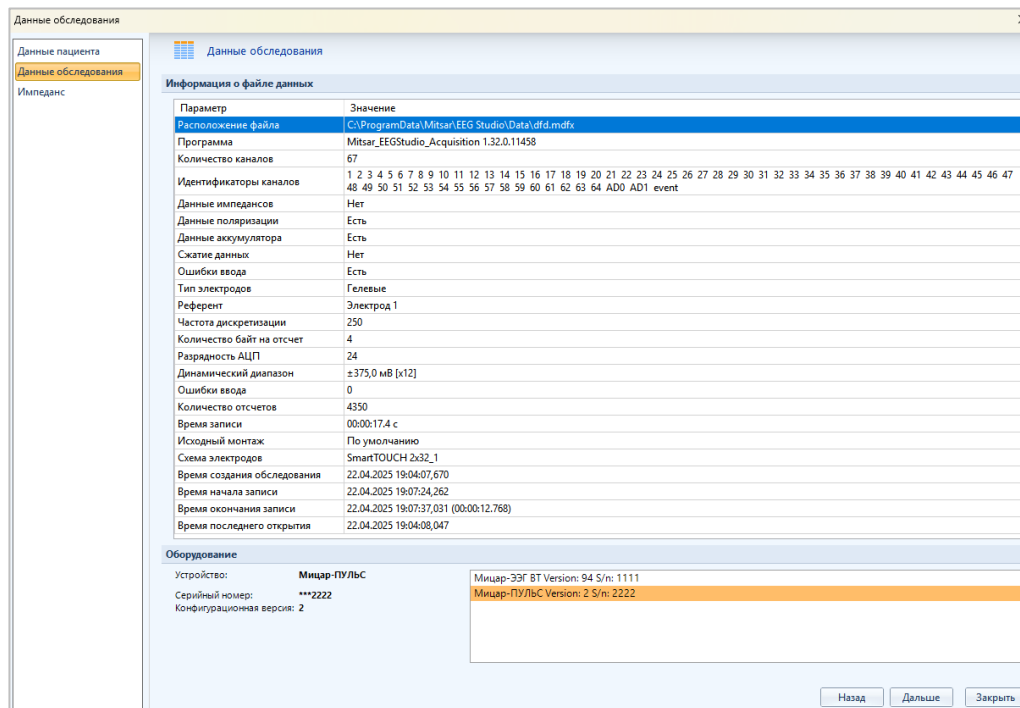 Данные обследования
Данные пациента
Данные обследования
Импеданс
Данные обследования
Информация о файле данных
Параметр Значение
Расположение файла C:\ProgramData\Mitsar\EEG Studio\Data\dfd.mdfx
Программа Mitsar_EEGStudio_Acquisition 1.32.0.11458
Количество каналов 67
Идентификаторы каналов 1 2 3 4 5 6 7 8 9 10 11 12 13 14 15 16 17 18 19 20 21 22 23 24 25 26 27 28 29 30 31 32 33 34 35 36 37 38 39 40 41 42 43 44 45 46 47
48 49 50 51 52 53 54 55 56 57 58 59 60 61 62 63 64 AD0 AD1 event
Данные импедансов Нет
Данные поляризации Есть
Данные аккумулятора Есть
Сжатие данных Нет
Ошибки ввода Есть
Тип электродов Гелевые
Референт Электрод 1
Частота дискретизации 250
Количество байт на отсчет 4
Разрядность АЦП 24
Динамический диапазон ±375,0 мВ [x12]
Ошибки ввода 0
Количество отсчетов 4350
Время записи 00:00:17.4 с
Исходный монтаж По умолчанию
Схема электродов SmartTOUCH 2x32_1
Время создания обследования 22.04.2025 19:04:07,670
Время начала записи 22.04.2025 19:07:24,262
Время окончания записи 22.04.2025 19:07:37,031 (00:00:12.768)
Время последнего открытия 22.04.2025 19:04:08,047
Оборудование
Устройство: Мицар-ПУЛЬС
Серийный номер: ***2222
Конфигурационная версия: 2
Мицар-ЭЭГ BT Version: 94 S/n: 1111
Мицар-ПУЛЬС Version: 2 S/n: 2222
Назад Дальше Закрыть